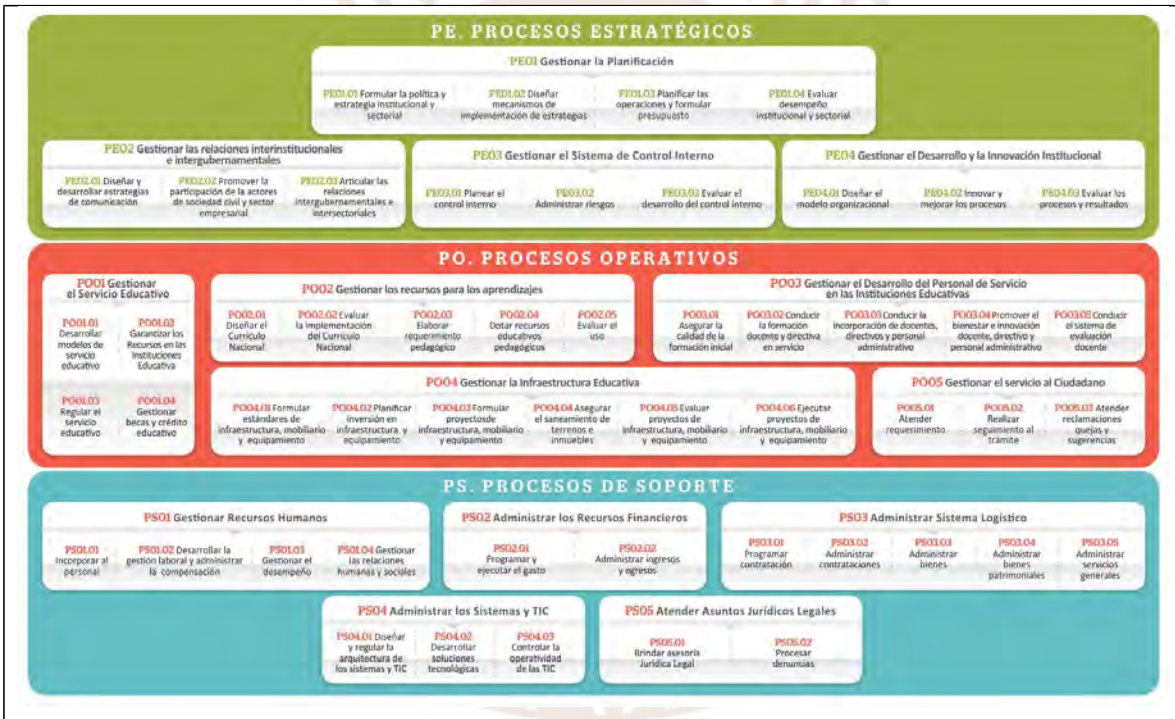 PE. PROCESOS ESTRATÉGICOS
PE01 Gestionar la Planificación
PE01.01 Formular la política y
estrategia institucional y
sectorial
PE01.02 Diseñar
mecanismos de
implementación de estrategias
PE01.03 Planificar las
operaciones y formular
presupuesto
PE01.04 Evaluar
desempeño
institucional y sectorial
PE02 Gestionar las relaciones interinstitucionales
e intergubernamentales
PE02.01 Diseñar y
desarrollar estrategias
de comunicación
PE02.02 Promover la
participación de la actores
de sociedad civil y sector
empresarial
PE02.03 Articular las
relaciones
intergubernamentales e
intersectoriales
PE03 Gestionar el Sistema de Control Interno
PE03.01 Planear el
control interno
PE03.02
Administrar riesgos
PE03.03 Evaluar el
desarrollo del control interno
PE04 Gestionar el Desarrollo y la Innovación Institucional
PE04.01 Diseñar el
modelo organizacional
PE04.02 Innovar y
mejorar los procesos
PE04.03 Evaluar los
procesos y resultados
PO. PROCESOS OPERATIVOS
PO01 Gestionar
el Servicio Educativo
PO01.01
Desarrollar
modelos de
servicio
educativo
PO01.02
Garantizar los
Recursos en las
Instituciones
Educativa
PO01.03
Regular el
servicio
educativo
PO01.04
Gestionar
becas y crédito
educativo
PO02 Gestionar los recursos para los aprendizajes
PO02.01
Diseñar el
Currículo
Nacional
PO02.02 Evaluar
la implementación
del Currículo
Nacional
PO02.03
Elaborar
requerimiento
pedagógico
PO02.04
Dotar recursos
educativos
pedagógicos
PO02.05
Evaluar el
uso
PO03 Gestionar el Desarrollo del Personal de Servicio
en las Instituciones Educativas
PO03.01
Asegurar la
calidad de la
formación inicial
PO03.02 Conducir
la formación
docente y directiva
en servicio
PO03.03 Conducir la
incorporación de docentes,
directivos y personal
administrativo
PO03.04 Promover el
bienestar e innovación
docente, directivo y
personal administrativo
PO03.05 Conducir
el sistema de
evaluación
docente
PO04 Gestionar la Infraestructura Educativa
PO04.01 Formular
estándares de
infraestructura, mobiliario
y equipamiento
PO04.02 Planificar
inversión en
infraestructura y
equipamiento
PO04.03 Formular
proyectosde
infraestructura, mobiliario
y equipamiento
PO04.04 Asegurar
el saneamiento de
terrenos e
inmuebles
PO04.05 Evaluar
proyectos de
infraestructura, mobiliario
y equipamiento
PO04.06 Ejecutar
proyectos de
infraestructura, mobiliario
y equipamiento
PO05 Gestionar el servicio al Ciudadano
PO05.01
Atender
requerimiento
PO05.02
Realizar
seguimiento al
trámite
PO05.03 Atender
reclamaciones
quejas y
sugerencias
PS. PROCESOS DE SOPORTE
PS01 Gestionar Recursos Humanos
PS01.01
Incorporar al
personal
PS01.02 Desarrollar la
gestión laboral y administrar
la compensación
PS01.03
Gestionar el
desempeño
PS01.04 Gestionar
las relaciones
humanas y sociales
PS02 Administrar los Recursos Financieros
PS02.01
Programar y
ejecutar el gasto
PS02.02
Administrar ingresos
y egresos
PS03 Administrar Sistema Logístico
PS03.01
Programar
contratación
PS03.02
Administrar
contrataciones
PS03.03
Administrar
bienes
PS03.04
Administrar
bienes
patrimoniales
PS03.05
Administrar
servicios
generales
PS04 Administrar los Sistemas y TIC
PS04.01 Diseñar
y regular la
arquitectura de
los sistemas y TIC
PS04.02
Desarrollar
soluciones
tecnológicas
PS04.03
Controlar la
operatividad
de las TIC
PS05 Atender Asuntos Jurídicos Legales
PS05.01
Brindar asesoría
Jurídica Legal
PS05.02
Procesar
denuncias